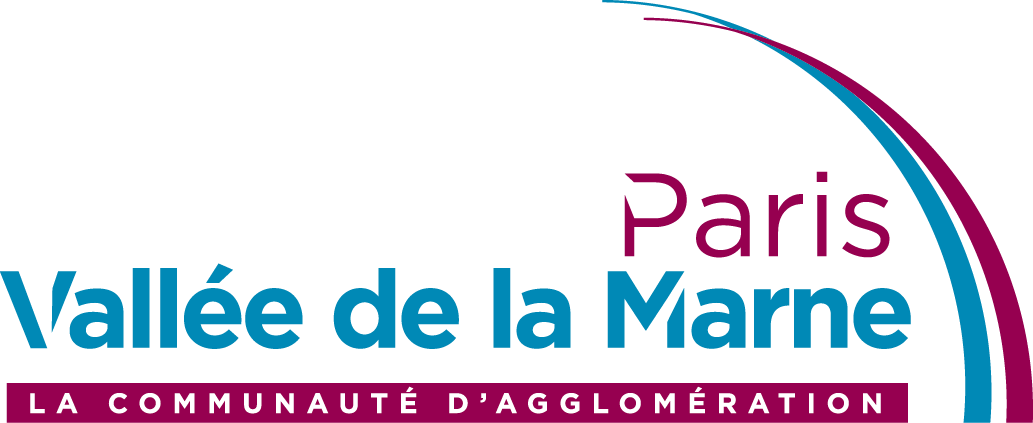 Paris
Vallée de la Marne
LA COMMUNAUTÉ D’AGGLOMÉRATION